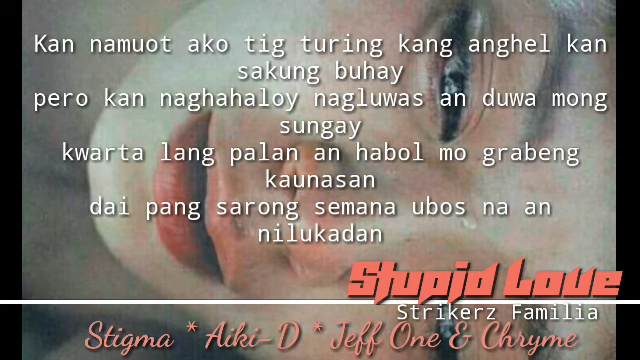 Kan namuot ako tig turing kang anghel kan
sakung buhay
pero kan naghahaloy nagluwas an duwa mong
sungay
kwarta lang palan an habol mo grabeng
kaunasan
dai pang sarong semana ubos na an
nilukadan
Stupid Love
Strikerz Familia
Stigma * Aiki-D * Jeff One & Chryme